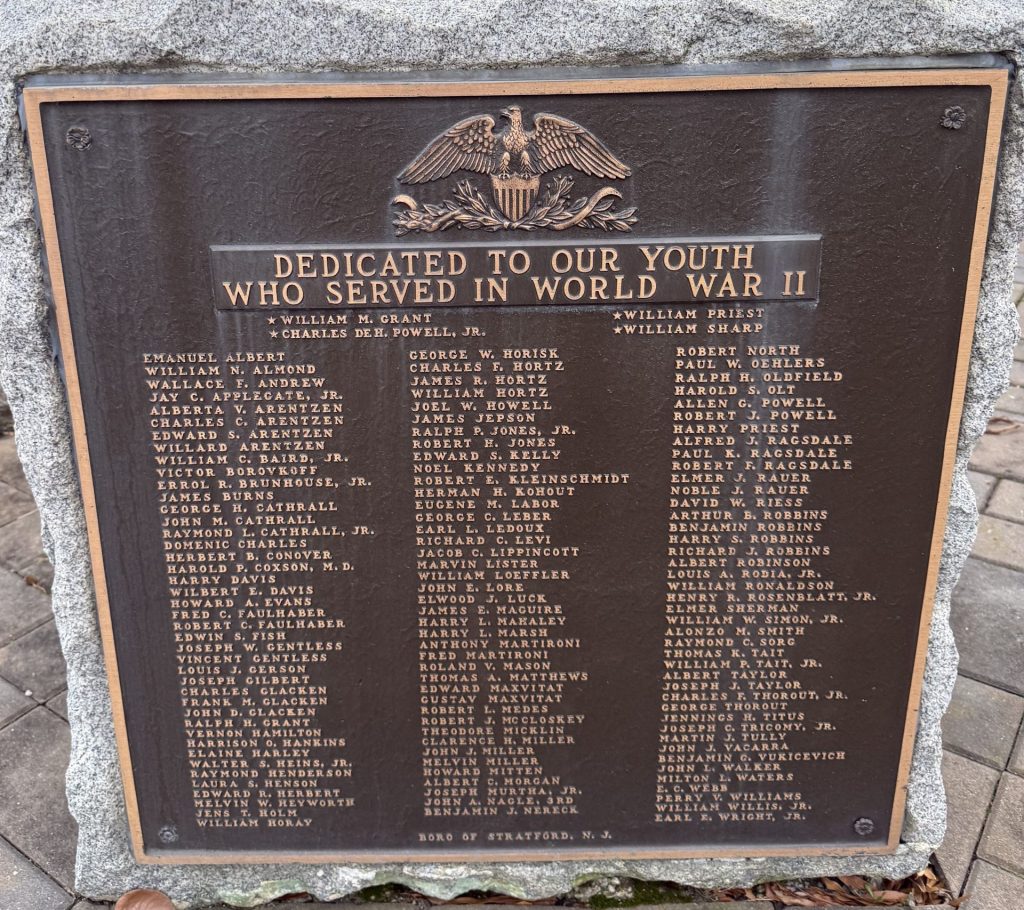 DEDICATED TO OUR YOUTH
WHO SERVED IN WORLD WAR II
★ WILLIAM M. GRANT
★ CHARLES DEH. POWELL, JR.
★ WILLIAM PRIEST
★ WILLIAM SHARP
EMANUEL ALBERT
WILLIAM N. ALMOND
WALLACE F. ANDREW
JAY C. APPLEGATE, JR.
ALBERTA V. ARENTZEN
CHARLES C. ARENTZEN
EDWARD S. ARENTZEN
WILLARD ARENTZEN
WILLIAM C. BAIRD, JR.
VICTOR BOROVKOFF
ERROL R. BRUNHOUSE, JR.
JAMES BURNS
GEORGE H. CATHRALL
JOHN M. CATHRALL
RAYMOND L. CATHRALL, JR.
DOMENIC CHARLES
HERBERT B. CONOVER
HAROLD P. COXSON, M.D.
HARRY DAVIS
WILBERT E. DAVIS
HOWARD A. EVANS
FRED C. FAULHABER
ROBERT C. FAULHABER
EDWIN S. FISH
JOSEPH W. GENTLESS
VINCENT GENTLESS
LOUIS J. GERSON
JOSEPH GILBERT
CHARLES GLACKEN
FRANK M. GLACKEN
JOHN D. GLACKEN
RALPH H. GRANT
VERNON HAMILTON
HARRISON O. HANKINS
ELAINE HARLEY
WALTER S. HEINS, JR.
RAYMOND HENDERSON
LAURA S. HENSON
EDWARD R. HERBERT
MELVIN W. HEYWORTH
JENS T. HOLM
WILLIAM HORAY
GEORGE W. HORISK
CHARLES F. HORTZ
JAMES R. HORTZ
WILLIAM HORTZ
JOEL W. HOWELL
JAMES JEPSON
RALPH P. JONES, JR.
ROBERT H. JONES
EDWARD S. KELLY
NOEL KENNEDY
ROBERT E. KLEINSCHMIDT
HERMAN H. KOHOUT
EUGENE M. LABOR
GEORGE C. LEBER
EARL L. LEDOUX
RICHARD C. LEVI
JACOB C. LIPPINCOTT
MARVIN LISTER
WILLIAM LOEFFLER
JOHN E. LORE
ELWOOD J. LUCK
JAMES E. MAGUIRE
HARRY L. MAHALEY
HARRY L. MARSH
ANTHONY MARTIRONI
FRED MARTIRONI
ROLAND V. MASON
THOMAS A. MATTHEWS
EDWARD MAXVITAT
GUSTAV MAXVITAT
ROBERT L. MEDES
ROBERT J. MCCLOSKEY
THEODORE MICKLIN
CLARENCE H. MILLER
JOHN J. MILLER
MELVIN MILLER
HOWARD MITTEN
ALBERT C. MORGAN
JOSEPH MURTHA, JR.
JOHN A. NAGLE, 3RD
BENJAMIN J. NERECK
ROBERT NORTH
PAUL W. OEHLERS
RALPH H. OLDFIELD
HAROLD S. OLT
ALLEN G. POWELL
ROBERT J. POWELL
HARRY PRIEST
ALFRED J. RAGSDALE
PAUL K. RAGSDALE
ROBERT F. RAGSDALE
ELMER J. RAUER
NOBLE J. RAUER
DAVID W. RIESS
ARTHUR B. ROBBINS
BENJAMIN ROBBINS
HARRY S. ROBBINS
RICHARD J. ROBBINS
ALBERT ROBINSON
LOUIS A. RODIA, JR.
WILLIAM RONALDSON
HENRY R. ROSENBLATT, JR.
ELMER SHERMAN
WILLIAM W. SIMON, JR.
ALONZO M. SMITH
RAYMOND C. SORG
THOMAS K. TAIT
WILLIAM P. TAIT, JR.
ALBERT TAYLOR
JOSEPH J. TAYLOR
CHARLES F. THOROUT, JR.
GEORGE THOROUT
JENNINGS H. TITUS
JOSEPH C. TRICOMY, JR.
MARTIN J. TULLY
JOHN J. VACARRA
BENJAMIN G. VUKICEVICH
JOHN L. WALKER
MILTON L. WATERS
E. C. WEBB
PERRY V. WILLIAMS
WILLIAM WILLIS, JR.
EARL E. WRIGHT, JR.
BORO OF STRATFORD, N. J.